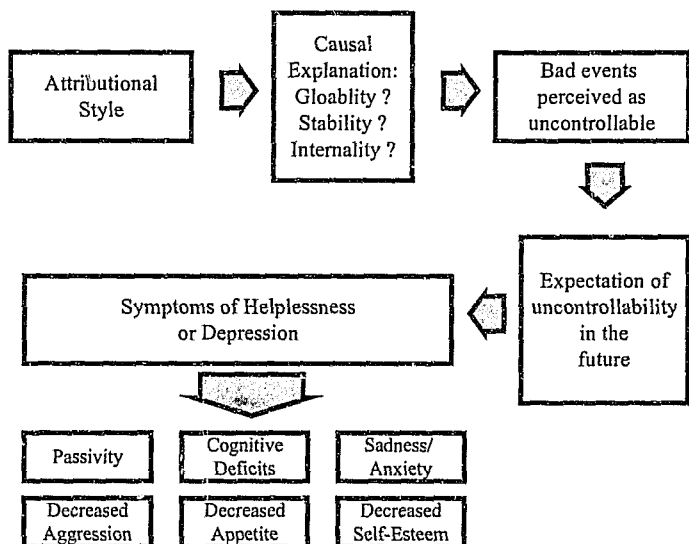 Attributional
Style
Causal
Explanation:
Gloablity ?
Stability ?
Internality ?
Bad events
perceived as
uncontrollable
Expectation of
uncontrollability
in the
future
Symptoms of Helplessness
or Depression
Passivity
Cognitive
Deficits
Sadness/
Anxiety
Decreased
Aggression
Decreased
Appetite
Decreased
Self-Esteem